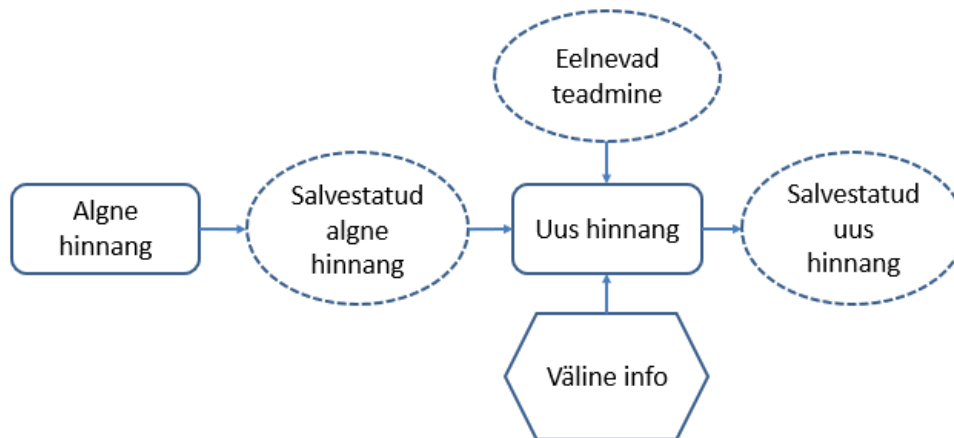 Eelnevad
teadmine
Algne
hinnang
Salvestatud
algne
hinnang
Uus hinnang
Salvestatud
uus
hinnang
Väline info